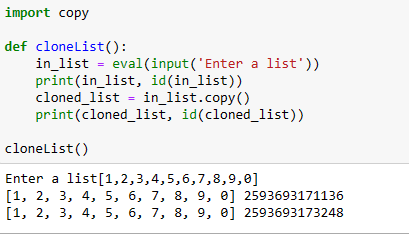 import copy
def cloneList():
    in_list = eval(input('Enter a list'))
    print(in_list, id(in_list))
    cloned_list = in_list.copy()
    print(cloned_list, id(cloned_list))
cloneList()
Enter a list[1,2,3,4,5,6,7,8,9,0]
[1, 2, 3, 4, 5, 6, 7, 8, 9, 0] 2593693171136
[1, 2, 3, 4, 5, 6, 7, 8, 9, 0] 2593693173248